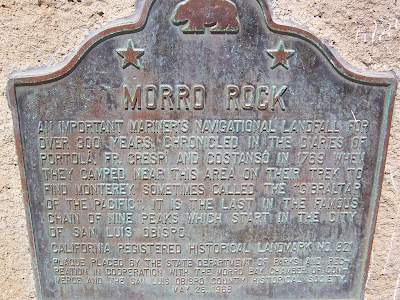 MORRO ROCK
AN IMPORTANT MARINER'S NAVIGATIONAL LANDFALL FOR
OVER 300 YEARS. CHRONICLED IN THE DIARIES OF
PORTOLA, FR. CRESPI AND COSTANSO IN 1769 WHEN
THEY CAMPED NEAR THIS AREA ON THEIR TREK TO
FIND MONTEREY. SOMETIMES CALLED THE "GIBRALTAR
OF THE PACIFIC", IT IS THE LAST IN THE FAMOUS
CHAIN OF NINE PEAKS WHICH START IN THE CITY
OF SAN LUIS OBISPO.
CALIFORNIA REGISTERED HISTORICAL LANDMARK NO. 821
PLAQUE PLACED BY THE STATE DEPARTMENT OF PARKS AND REC-
REATION IN COOPERATION WITH THE MORRO BAY CHAMBER OF COM-
MERCE AND THE SAN LUIS OBISPO COUNTY HISTORICAL SOCIETY
MAY 25, 1968